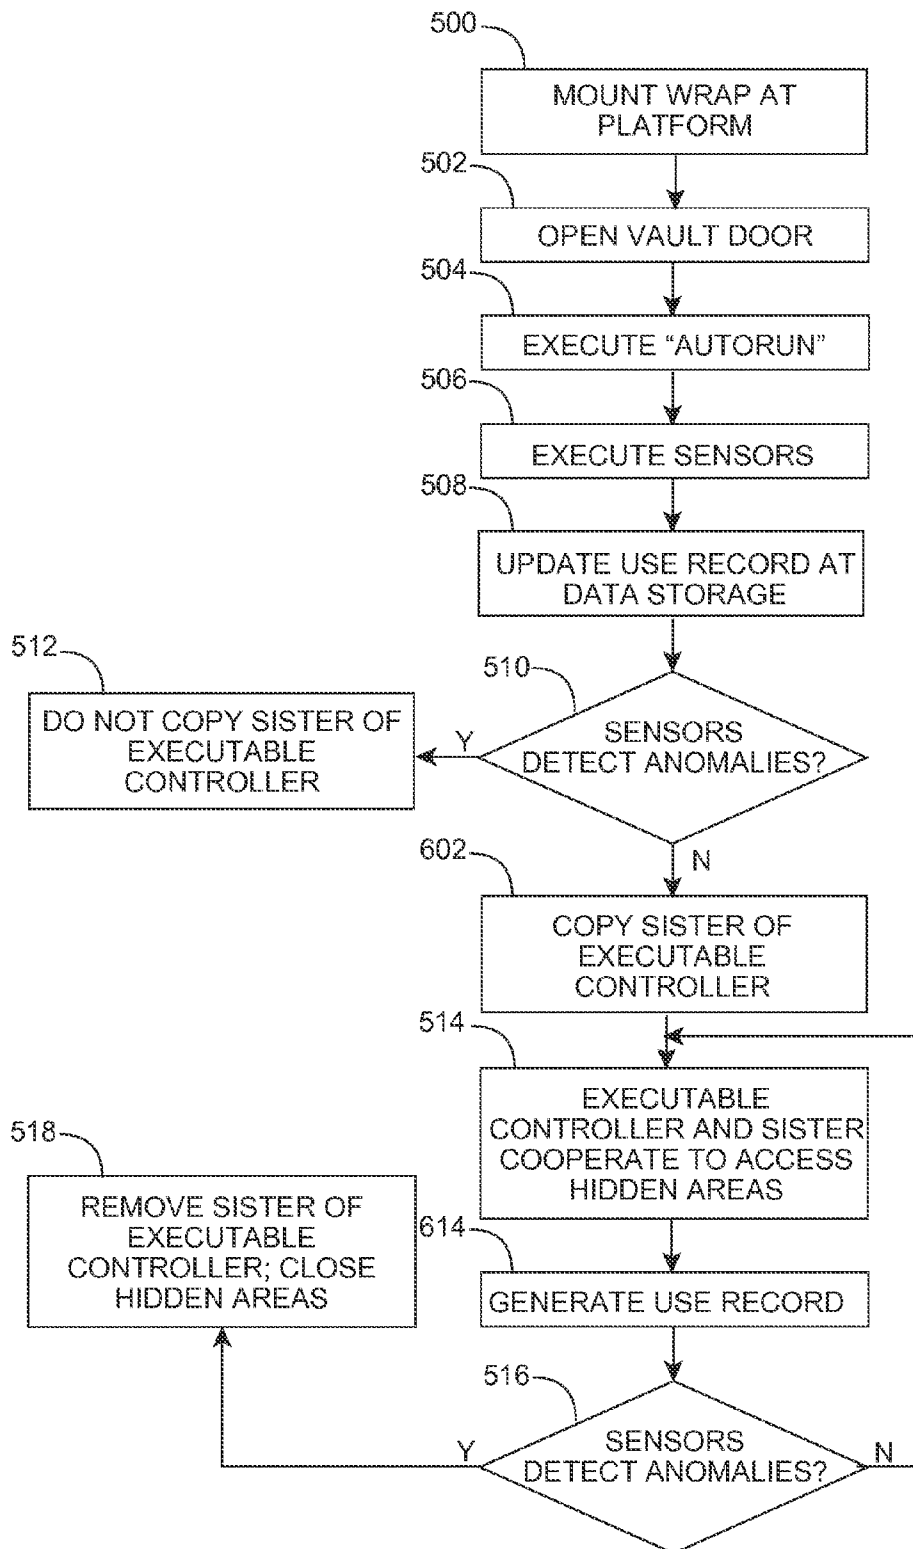 500
MOUNT WRAP AT
PLATFORM
502
OPEN VAULT DOOR
504
EXECUTE “AUTORUN”
506
EXECUTE SENSORS
508
UPDATE USE RECORD AT
DATA STORAGE
512
DO NOT COPY SISTER OF
EXECUTABLE
CONTROLLER
510
SENSORS
DETECT ANOMALIES?
Y
N
602
COPY SISTER OF
EXECUTABLE
CONTROLLER
514
EXECUTABLE
CONTROLLER AND SISTER
COOPERATE TO ACCESS
HIDDEN AREAS
518
REMOVE SISTER OF
EXECUTABLE
CONTROLLER; CLOSE
HIDDEN AREAS
614
GENERATE USE RECORD
516
SENSORS
DETECT ANOMALIES?
Y
N